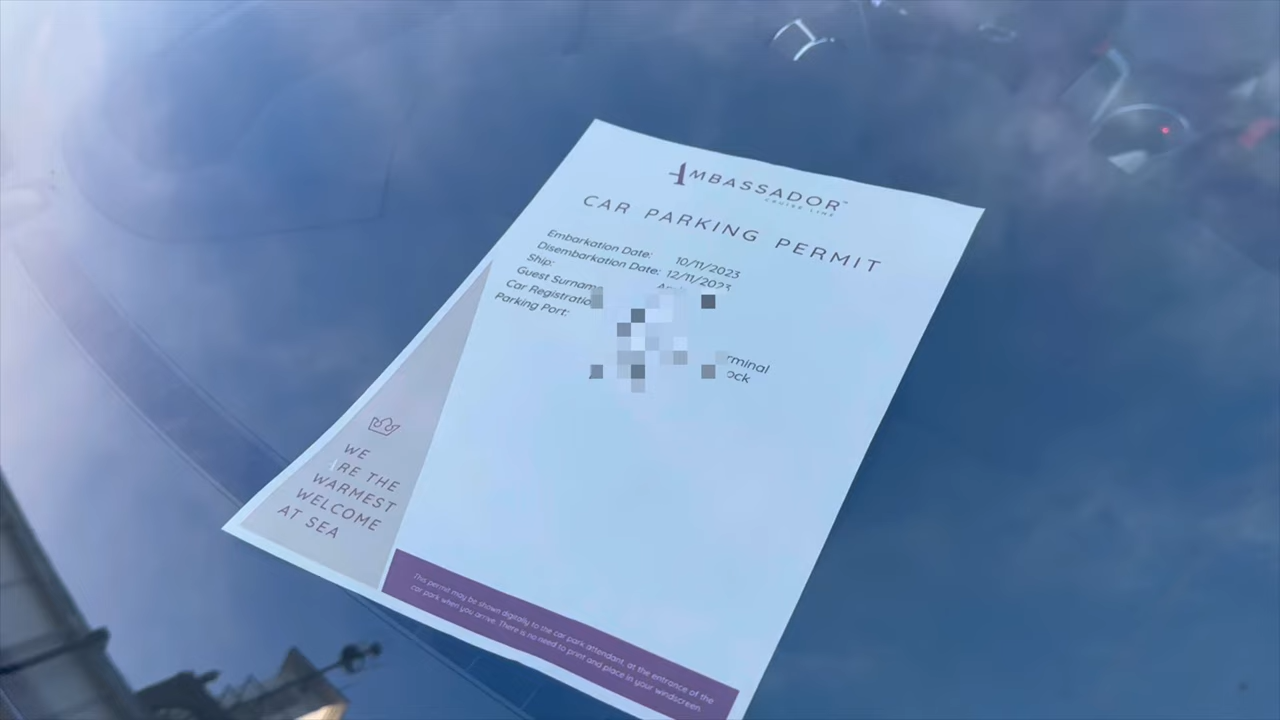 AMBASSADOR™
CRUISE LINE
CAR PARKING PERMIT
Embarkation Date: 10/11/2023
Disembarkation Date: 12/11/2023
Ship:
Guest Surname
Car Registratio
Parking Port:
rminal
ock
WE
ARE THE
WARMEST
WELCOME
AT SEA
This permit may be shown digitally to the car park attendant, at the entrance of the
car park when you arrive. There is no need to print and place in your windscreen.